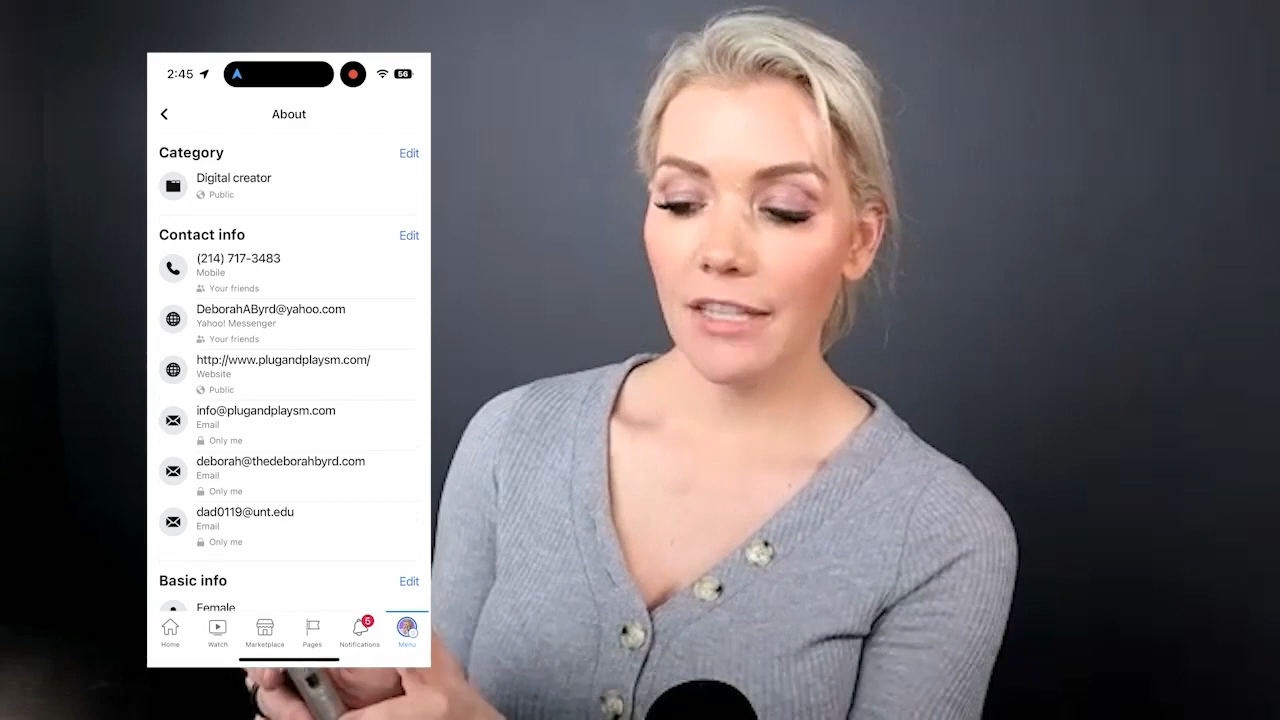 2:45
56
About
Category
Edit
Digital creator
Public
Contact info
Edit
(214) 717-3483
Mobile
Your friends
DeborahAByrd@yahoo.com
Yahoo! Messenger
Your friends
http://www.plugandplaysm.com/
Website
Public
info@plugandplaysm.com
Email
Only me
deborah@thedeborahbyrd.com
Email
Only me
dad0119@unt.edu
Email
Only me
Basic info
Edit
Female
5
Home
Watch
Marketplace
Pages
Notifications
Menu